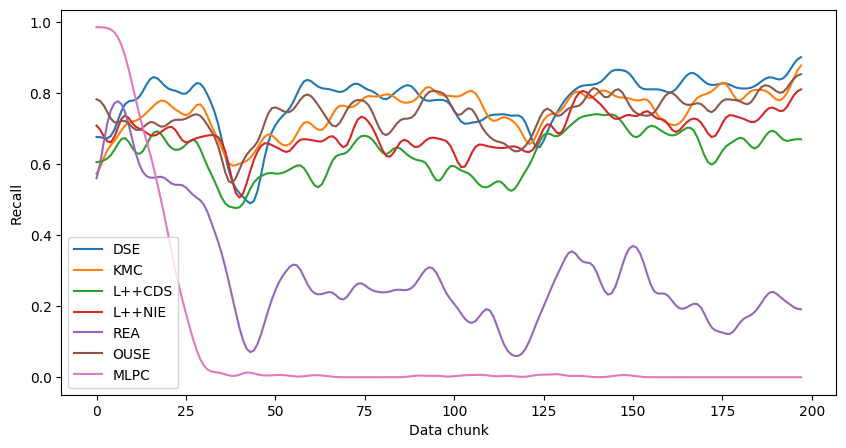 1.0
0.8
0.6
0.4
0.2
0.0
Recall
DSE
KMC
L++CDS
L++NIE
REA
OUSE
MLPC
0 25 50 75 100 125 150 175 200
Data chunk